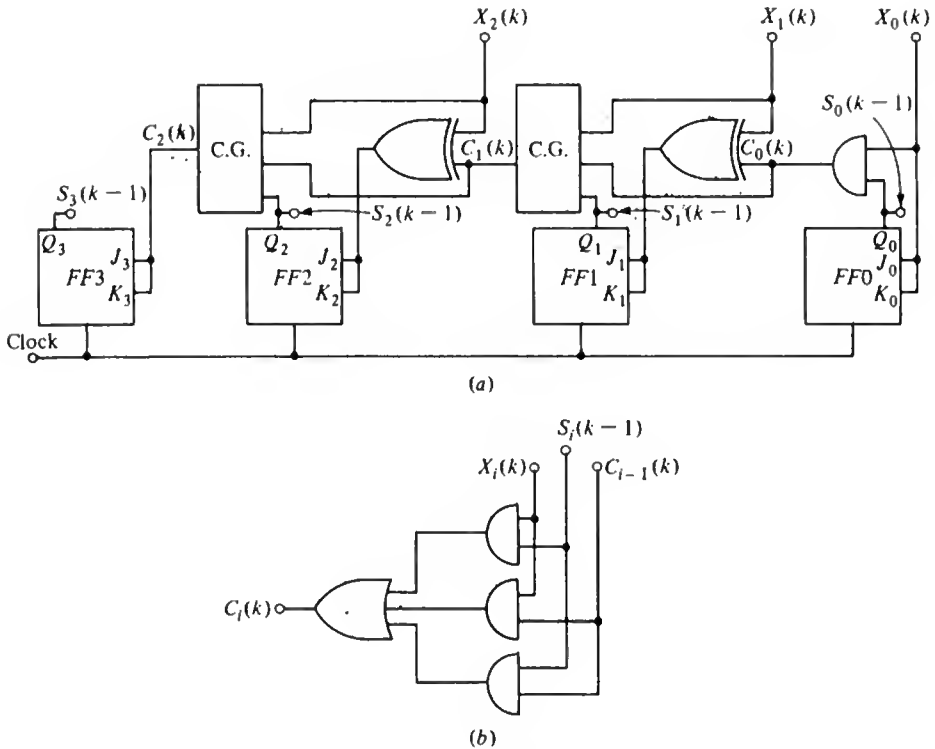 X₂(k) X₁(k) X₀(k)
S₀(k−1)
C₂(k) C.G. C₁(k) C.G. C₀(k)
S₃(k−1) S₂(k−1) S₁(k−1)
Q₃ Q₂ Q₁ Q₀
J₃ J₂ J₁ J₀
FF3 FF2 FF1 FF0
K₃ K₂ K₁ K₀
Clock
(a)
Sᵢ(k−1)
Xᵢ(k) Cᵢ₋₁(k)
Cᵢ(k)
(b)